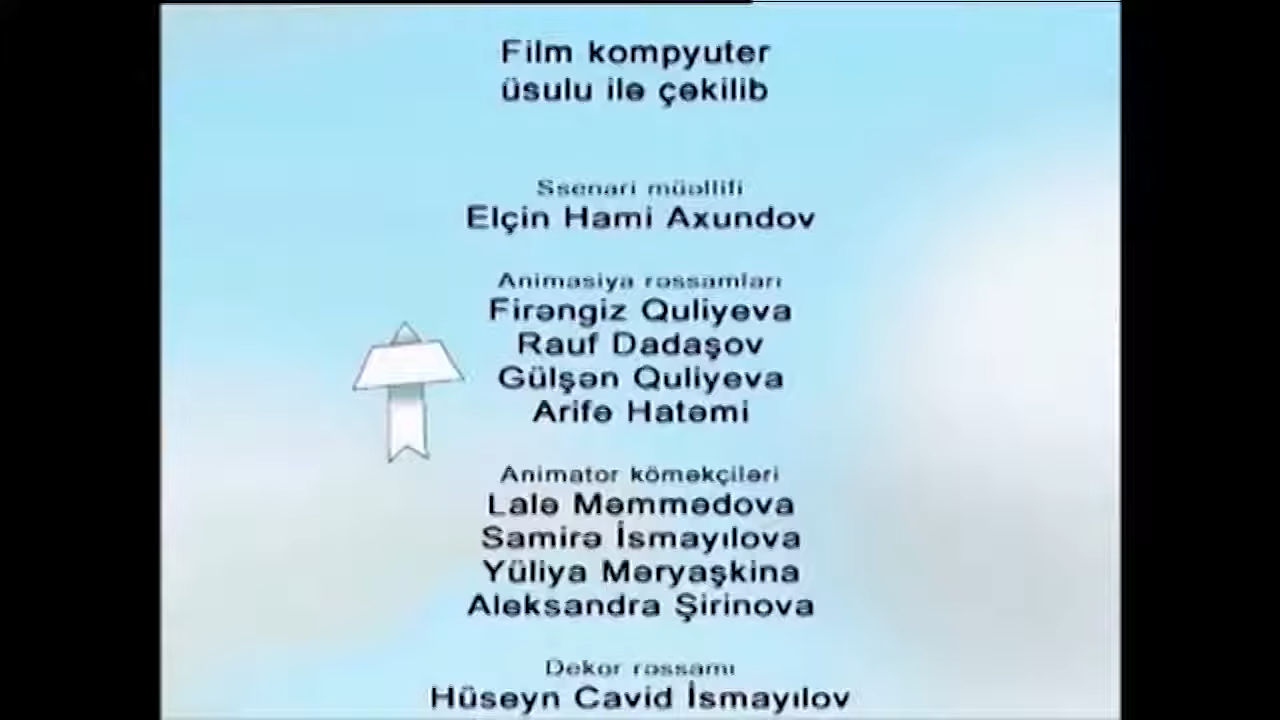 Film kompyuter
üsulu ilə çəkilib
Ssenari müəllifi
Elçin Hami Axundov
Animasiya rəssamları
Firəngiz Quliyeva
Rauf Dadaşov
Gülşən Quliyeva
Arifə Hatəmi
Animator köməkçiləri
Lalə Məmmədova
Samirə İsmayılova
Yüliya Məryaşkina
Aleksandra Şirinova
Dekor rəssamı
Hüseyn Cavid İsmayılov